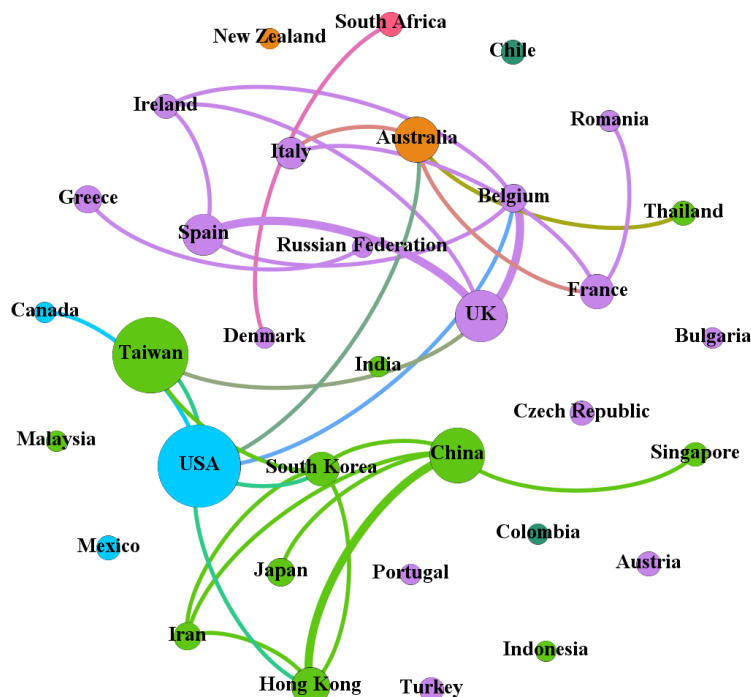 South Africa
New Zealand
Chile
Ireland
Romania
Australia
Italy
Greece
Belgium
Thailand
Spain
Russian Federation
France
Canada
UK
Denmark
Bulgaria
Taiwan
India
Czech Republic
Malaysia
Singapore
USA
South Korea
China
Colombia
Mexico
Japan
Portugal
Austria
Iran
Indonesia
Hong Kong
Turkey